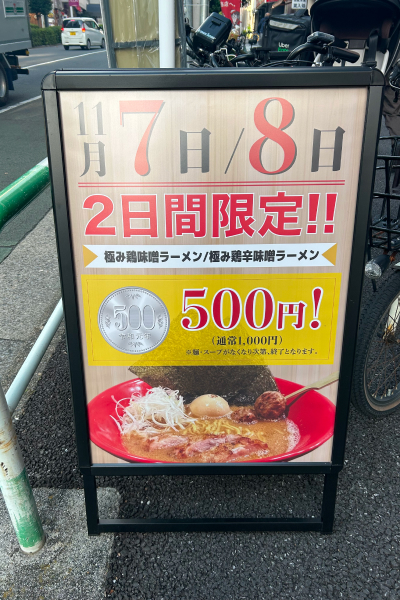 11月7日/8日
2日間限定!!
極み鶏味噌ラーメン/極み鶏辛味噌ラーメン
500
500円!
(通常1,000円)
※麺・スープがなくなり次第、終了となります。
Uber